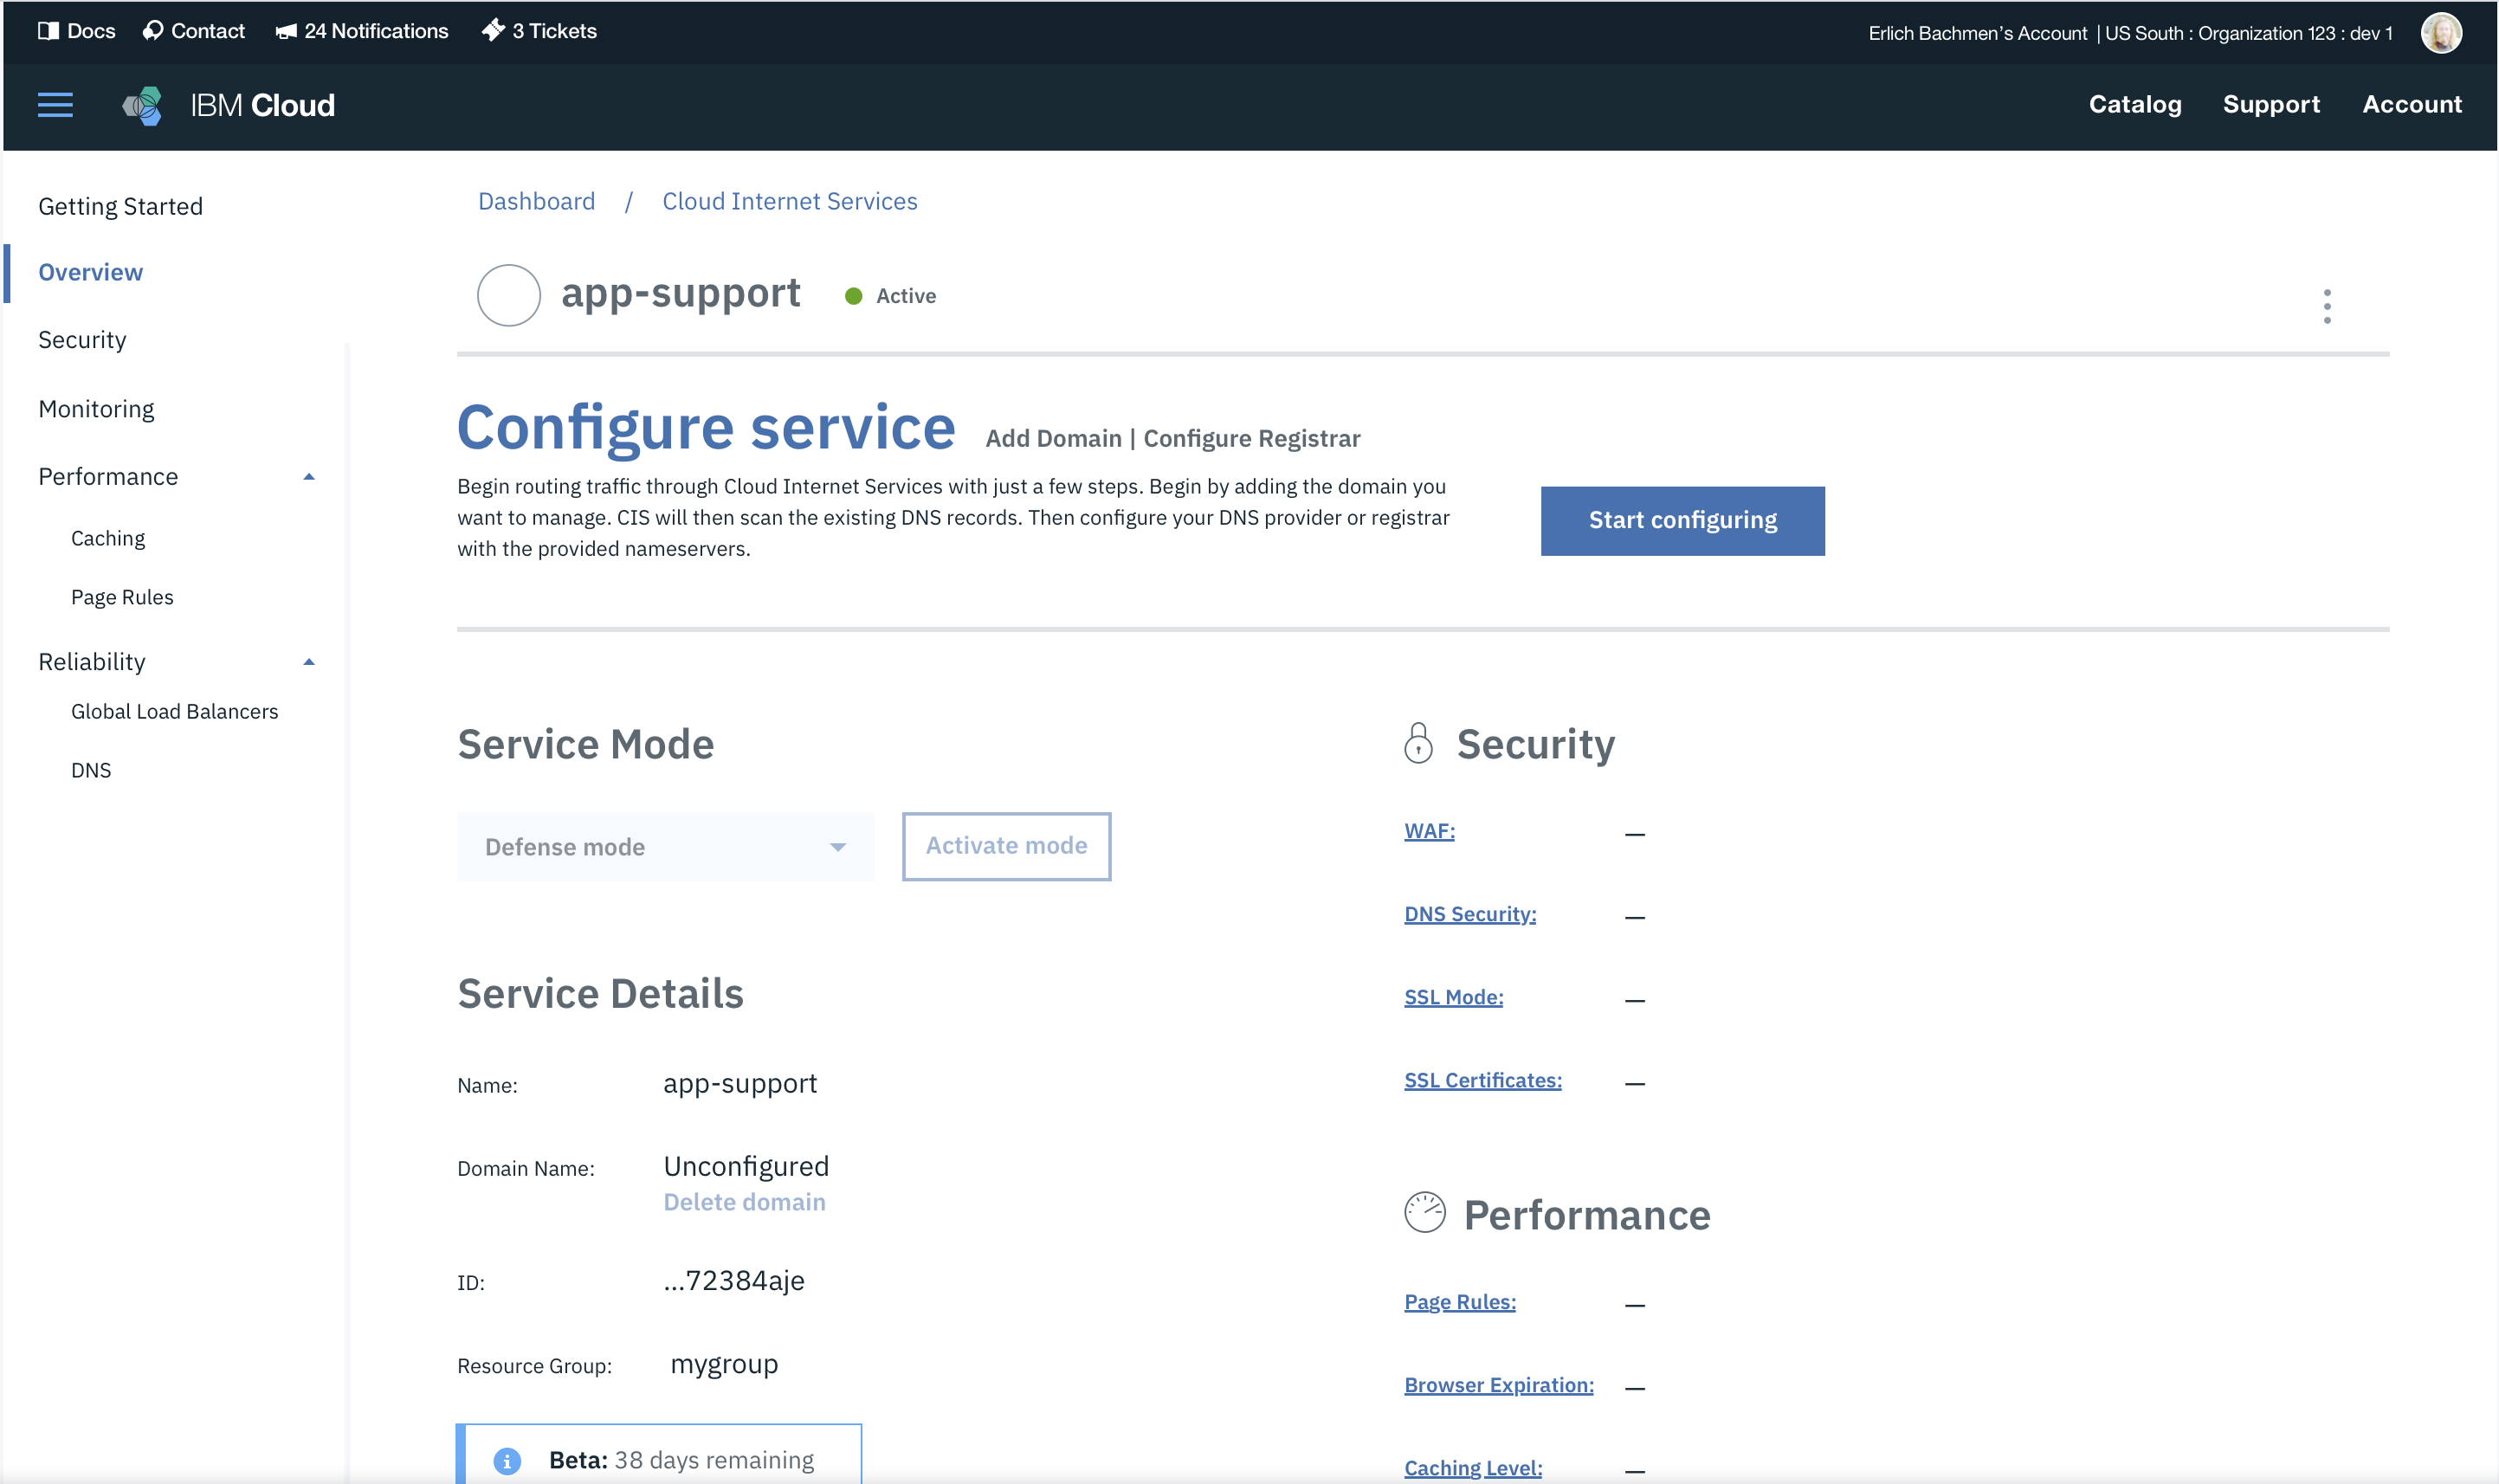 Docs Contact 24 Notifications 3 Tickets
Erlich Bachmen's Account | US South : Organization 123 : dev 1
IBM Cloud
Catalog Support Account
Getting Started
Overview
Security
Monitoring
Performance
Caching
Page Rules
Reliability
Global Load Balancers
DNS
Dashboard / Cloud Internet Services
app-support Active
Configure service Add Domain | Configure Registrar
Begin routing traffic through Cloud Internet Services with just a few steps. Begin by adding the domain you
want to manage. CIS will then scan the existing DNS records. Then configure your DNS provider or registrar
with the provided nameservers.
Start configuring
Service Mode
Defense mode
Activate mode
Service Details
Name: app-support
Domain Name: Unconfigured
Delete domain
ID: ...72384aje
Resource Group: mygroup
Beta: 38 days remaining
Security
WAF: —
DNS Security: —
SSL Mode: —
SSL Certificates: —
Performance
Page Rules: —
Browser Expiration: —
Caching Level: —